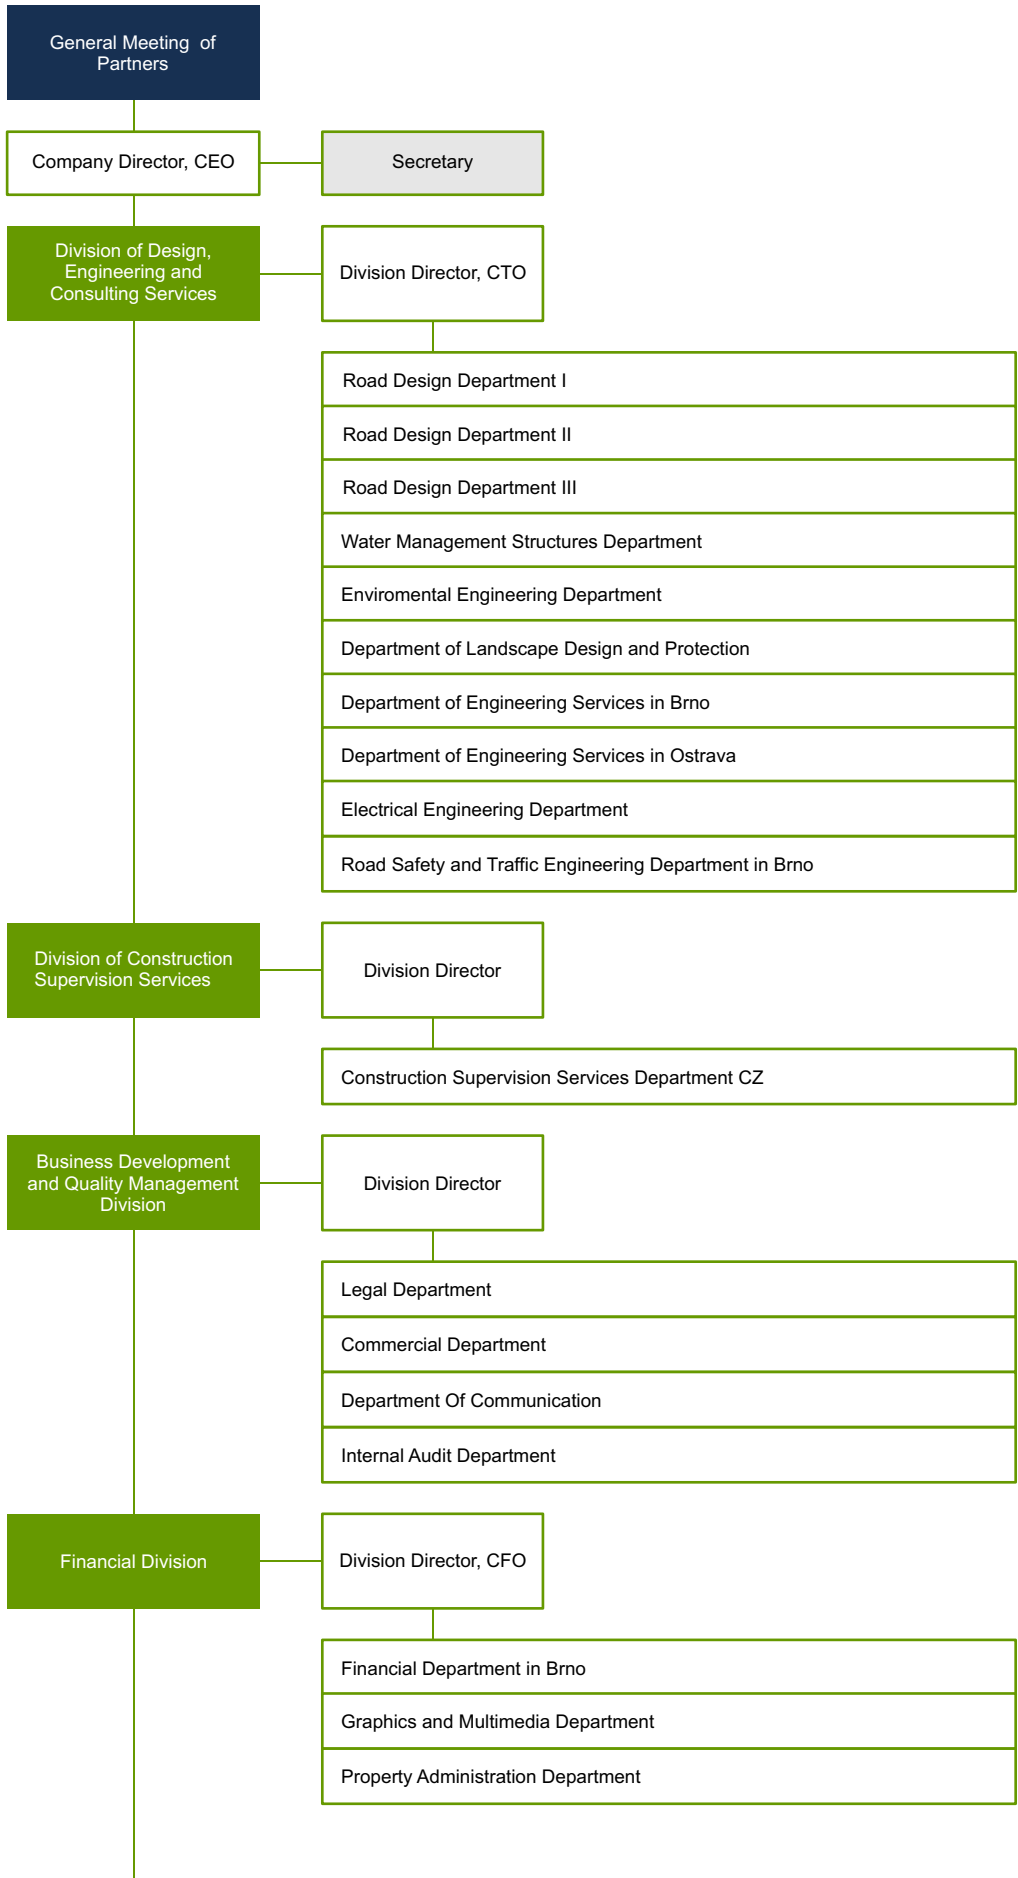 General Meeting of
Partners
Company Director, CEO
Secretary
Division of Design,
Engineering and
Consulting Services
Division Director, CTO
Road Design Department I
Road Design Department II
Road Design Department III
Water Management Structures Department
Enviromental Engineering Department
Department of Landscape Design and Protection
Department of Engineering Services in Brno
Department of Engineering Services in Ostrava
Electrical Engineering Department
Road Safety and Traffic Engineering Department in Brno
Division of Construction
Supervision Services
Division Director
Construction Supervision Services Department CZ
Business Development
and Quality Management
Division
Division Director
Legal Department
Commercial Department
Department Of Communication
Internal Audit Department
Financial Division
Division Director, CFO
Financial Department in Brno
Graphics and Multimedia Department
Property Administration Department